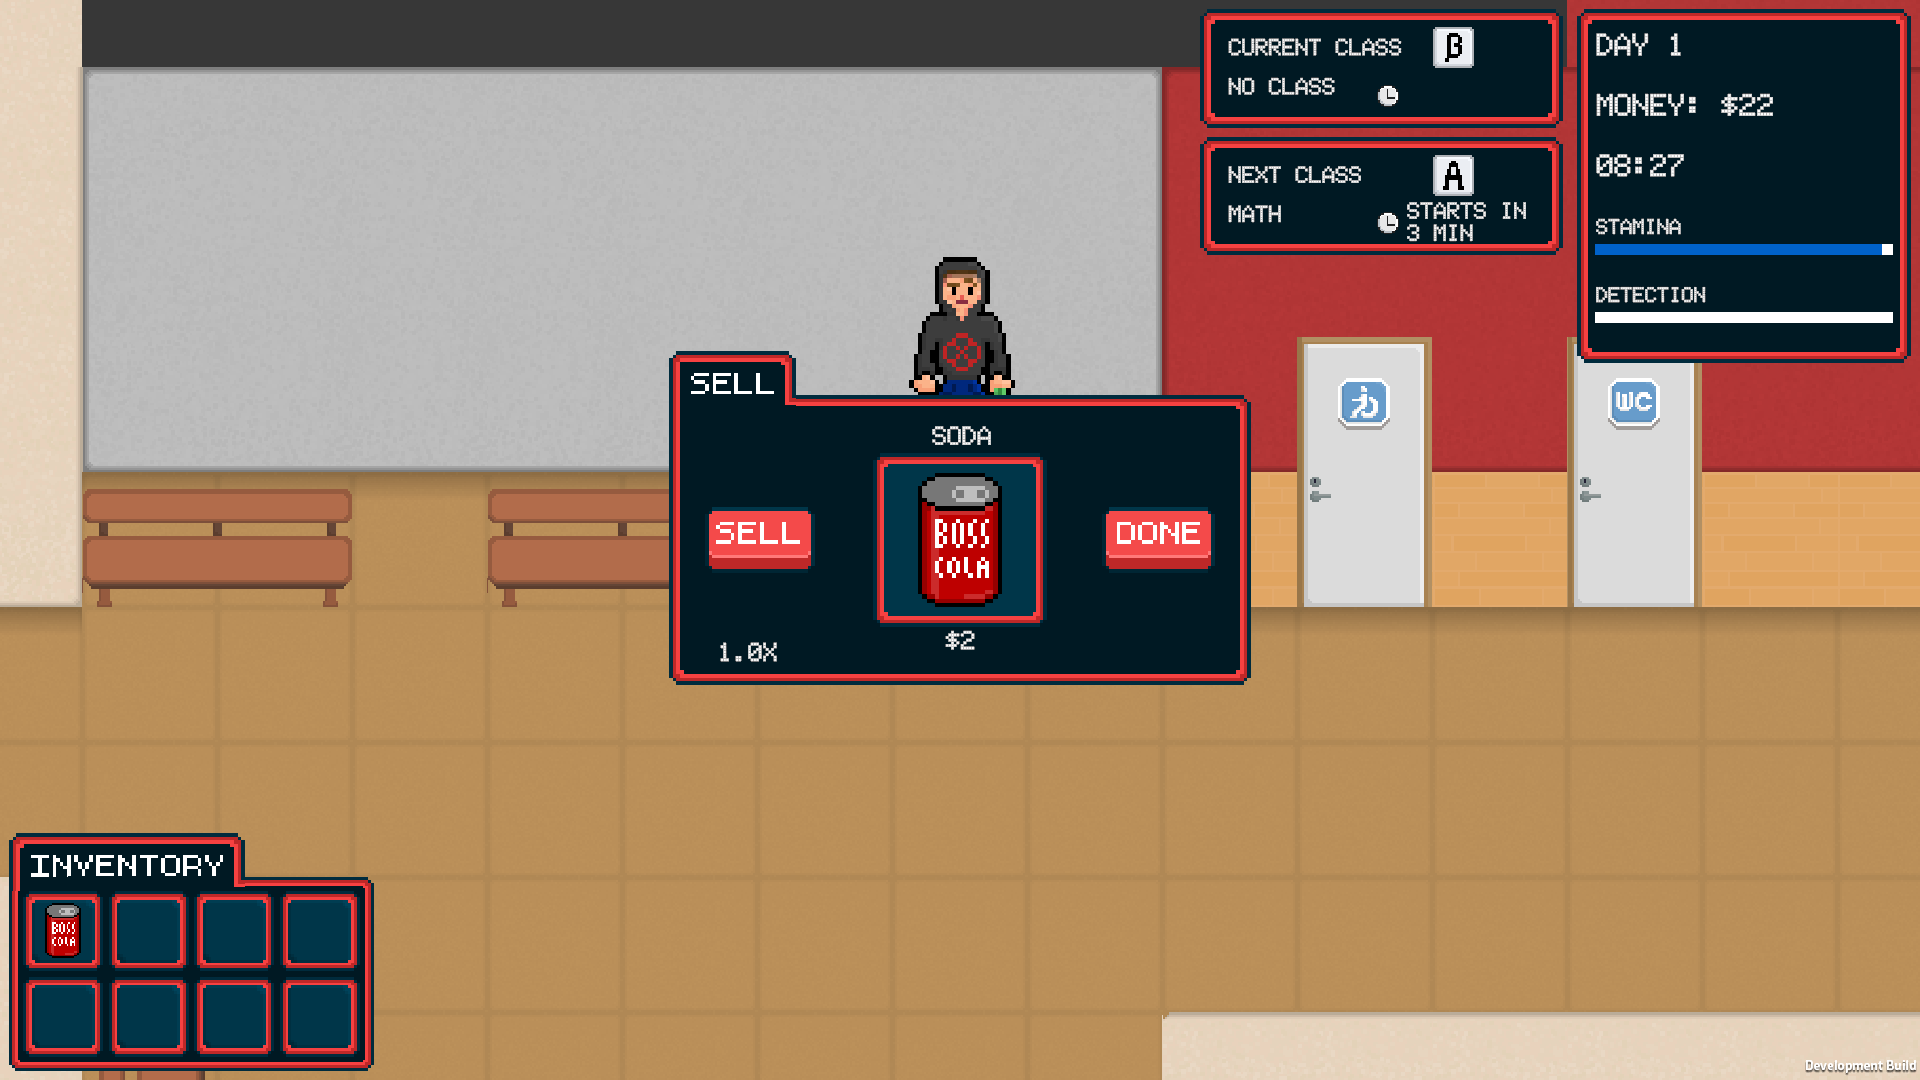 CURRENT CLASS β
NO CLASS
NEXT CLASS A
MATH
STARTS IN
3 MIN
DAY 1
MONEY: $22
08:27
STAMINA
DETECTION
WC
SELL
SODA
SELL
BOSS
COLA
DONE
$2
1.0X
INVENTORY
BOSS
COLA
Development Build